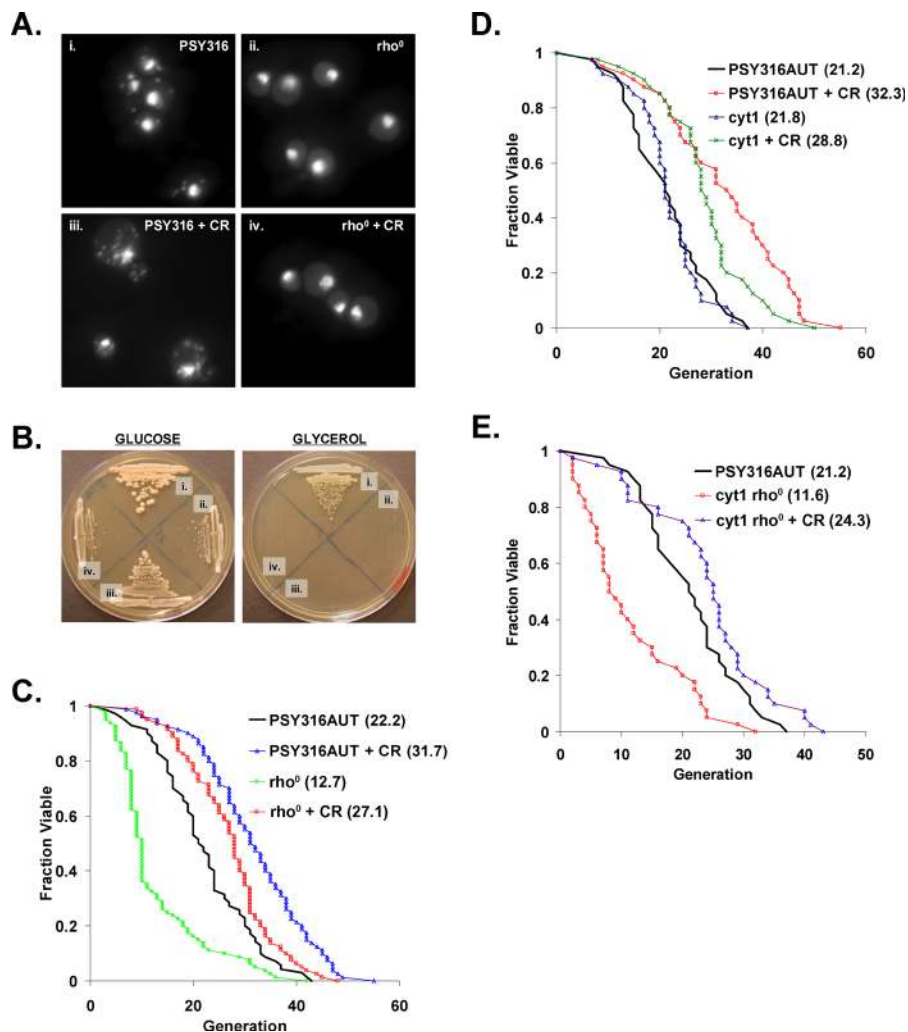 A.
i. PSY316
ii. rho⁰
iii. PSY316 + CR
iv. rho⁰ + CR
B.
GLUCOSE
GLYCEROL
i.
ii.
iv.
iii.
i.
ii.
iv.
iii.
C.
PSY316AUT (22.2)
PSY316AUT + CR (31.7)
rho⁰ (12.7)
rho⁰ + CR (27.1)
Fraction Viable
1
0.8
0.6
0.4
0.2
0
0 20 40 60
Generation
D.
PSY316AUT (21.2)
PSY316AUT + CR (32.3)
cyt1 (21.8)
cyt1 + CR (28.8)
Fraction Viable
1
0.8
0.6
0.4
0.2
0
0 20 40 60
Generation
E.
PSY316AUT (21.2)
cyt1 rho⁰ (11.6)
cyt1 rho⁰ + CR (24.3)
Fraction Viable
1
0.8
0.6
0.4
0.2
0
0 10 20 30 40 50
Generation